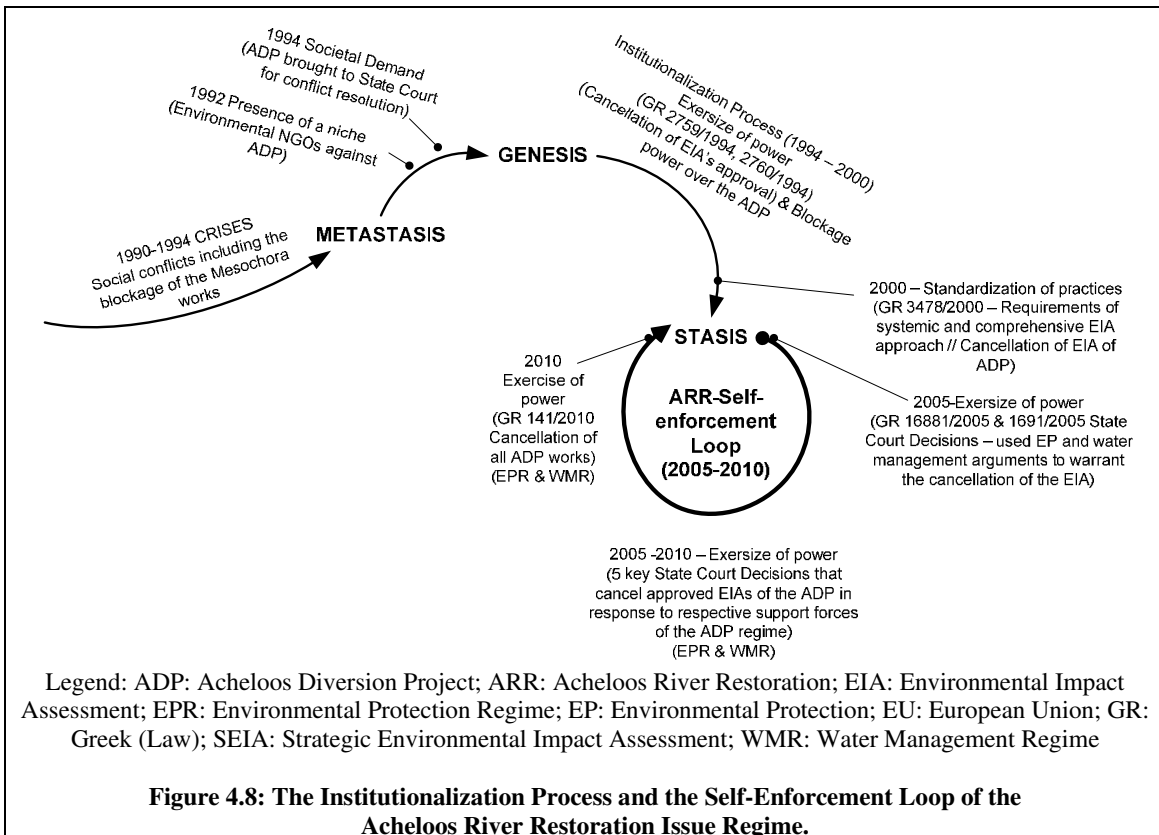 1994 Societal Demand
(ADP brought to State Court
for conflict resolution)
1992 Presence of a niche
(Environmental NGOs against
ADP)
GENESIS
Institutionalization Process (1994 – 2000)
Exersize of power
(GR 2759/1994, 2760/1994)
(Cancellation of EIA's approval) & Blockage
power over the ADP
METASTASIS
1990-1994 CRISES
Social conflicts including the
blockage of the Mesochora
works
2000 – Standardization of practices
(GR 3478/2000 – Requirements of
systemic and comprehensive EIA
approach // Cancellation of EIA of
ADP)
STASIS
2010
Exercise of
power
(GR 141/2010
Cancellation of
all ADP works)
(EPR & WMR)
ARR-Self-
enforcement
Loop
(2005-2010)
2005-Exersize of power
(GR 16881/2005 & 1691/2005 State
Court Decisions – used EP and water
management arguments to warrant
the cancellation of the EIA)
2005 -2010 – Exersize of power
(5 key State Court Decisions that
cancel approved EIAs of the ADP in
response to respective support forces
of the ADP regime)
(EPR & WMR)
Legend: ADP: Acheloos Diversion Project; ARR: Acheloos River Restoration; EIA: Environmental Impact
Assessment; EPR: Environmental Protection Regime; EP: Environmental Protection; EU: European Union; GR:
Greek (Law); SEIA: Strategic Environmental Impact Assessment; WMR: Water Management Regime
Figure 4.8: The Institutionalization Process and the Self-Enforcement Loop of the
Acheloos River Restoration Issue Regime.